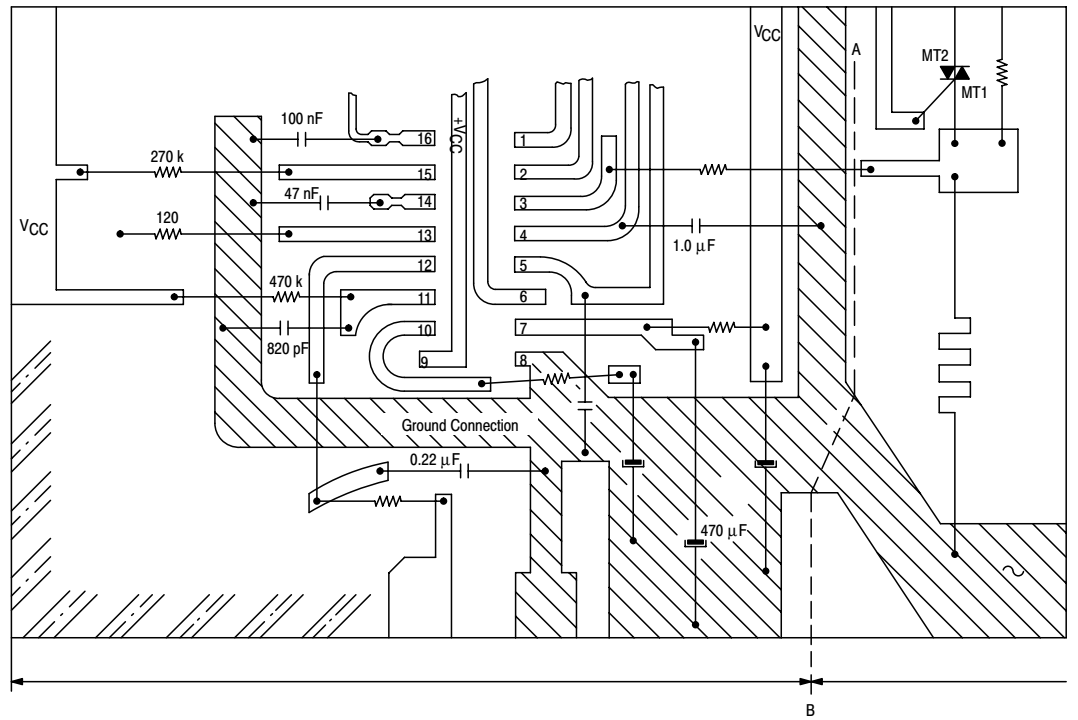 VCC
A
MT2
MT1
100 nF
16
+VCC
1
270 k
15
2
47 nF
14
3
VCC
120
13
4
1.0 μF
12
5
470 k
11
6
10
7
820 pF
9
8
Ground Connection
0.22 μF
470 μF
B